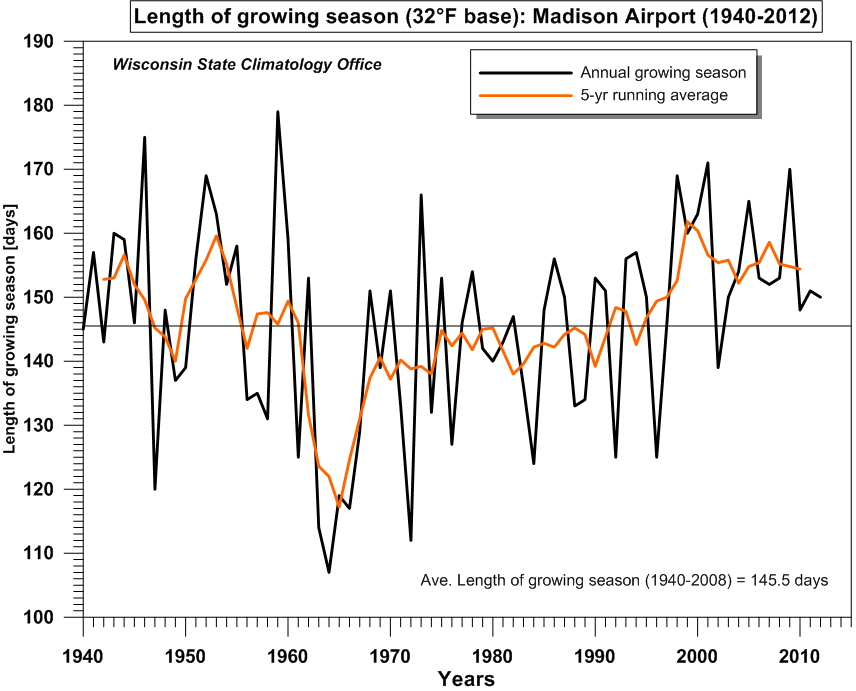 Length of growing season (32°F base): Madison Airport (1940-2012)
190
Wisconsin State Climatology Office
Annual growing season
5-yr running average
180
170
160
150
140
130
120
110
100
Length of growing season [days]
Ave. Length of growing season (1940-2008) = 145.5 days
1940 1950 1960 1970 1980 1990 2000 2010
Years